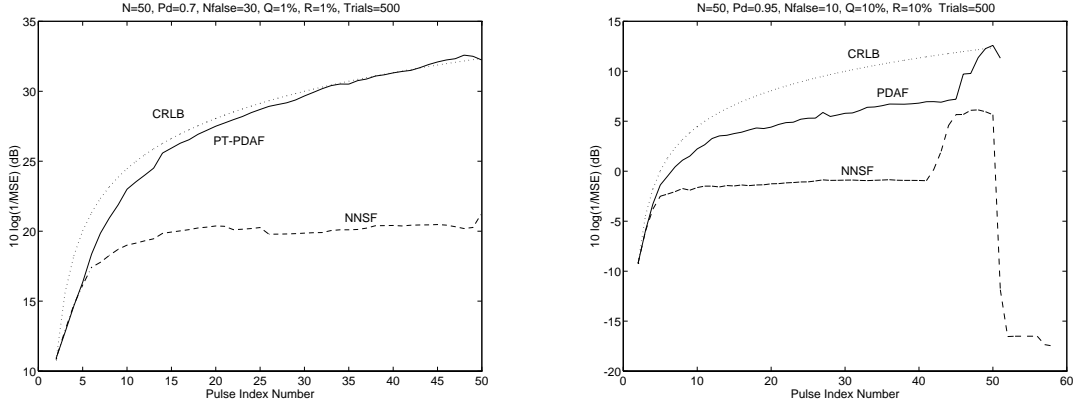 N=50, Pd=0.7, Nfalse=30, Q=1%, R=1%, Trials=500
35
30
25
20
15
10
10 log(1/MSE) (dB)
CRLB
PT-PDAF
NNSF
0 5 10 15 20 25 30 35 40 45 50
Pulse Index Number
N=50, Pd=0.95, Nfalse=10, Q=10%, R=10% Trials=500
15
10
5
0
-5
-10
-15
-20
10 log(1/MSE) (dB)
CRLB
PDAF
NNSF
0 10 20 30 40 50 60
Pulse Index Number